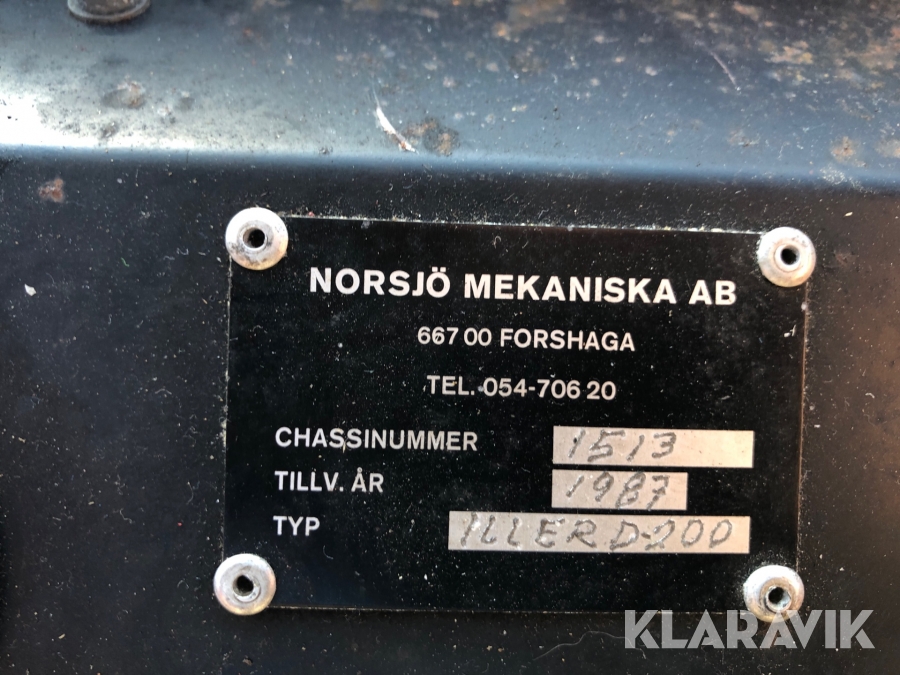 NORSJÖ MEKANISKA AB
667 00 FORSHAGA
TEL. 054-706 20
CHASSINUMMER 1513
TILLV. ÅR 1987
TYP ILLER D-200
KLARAVIK